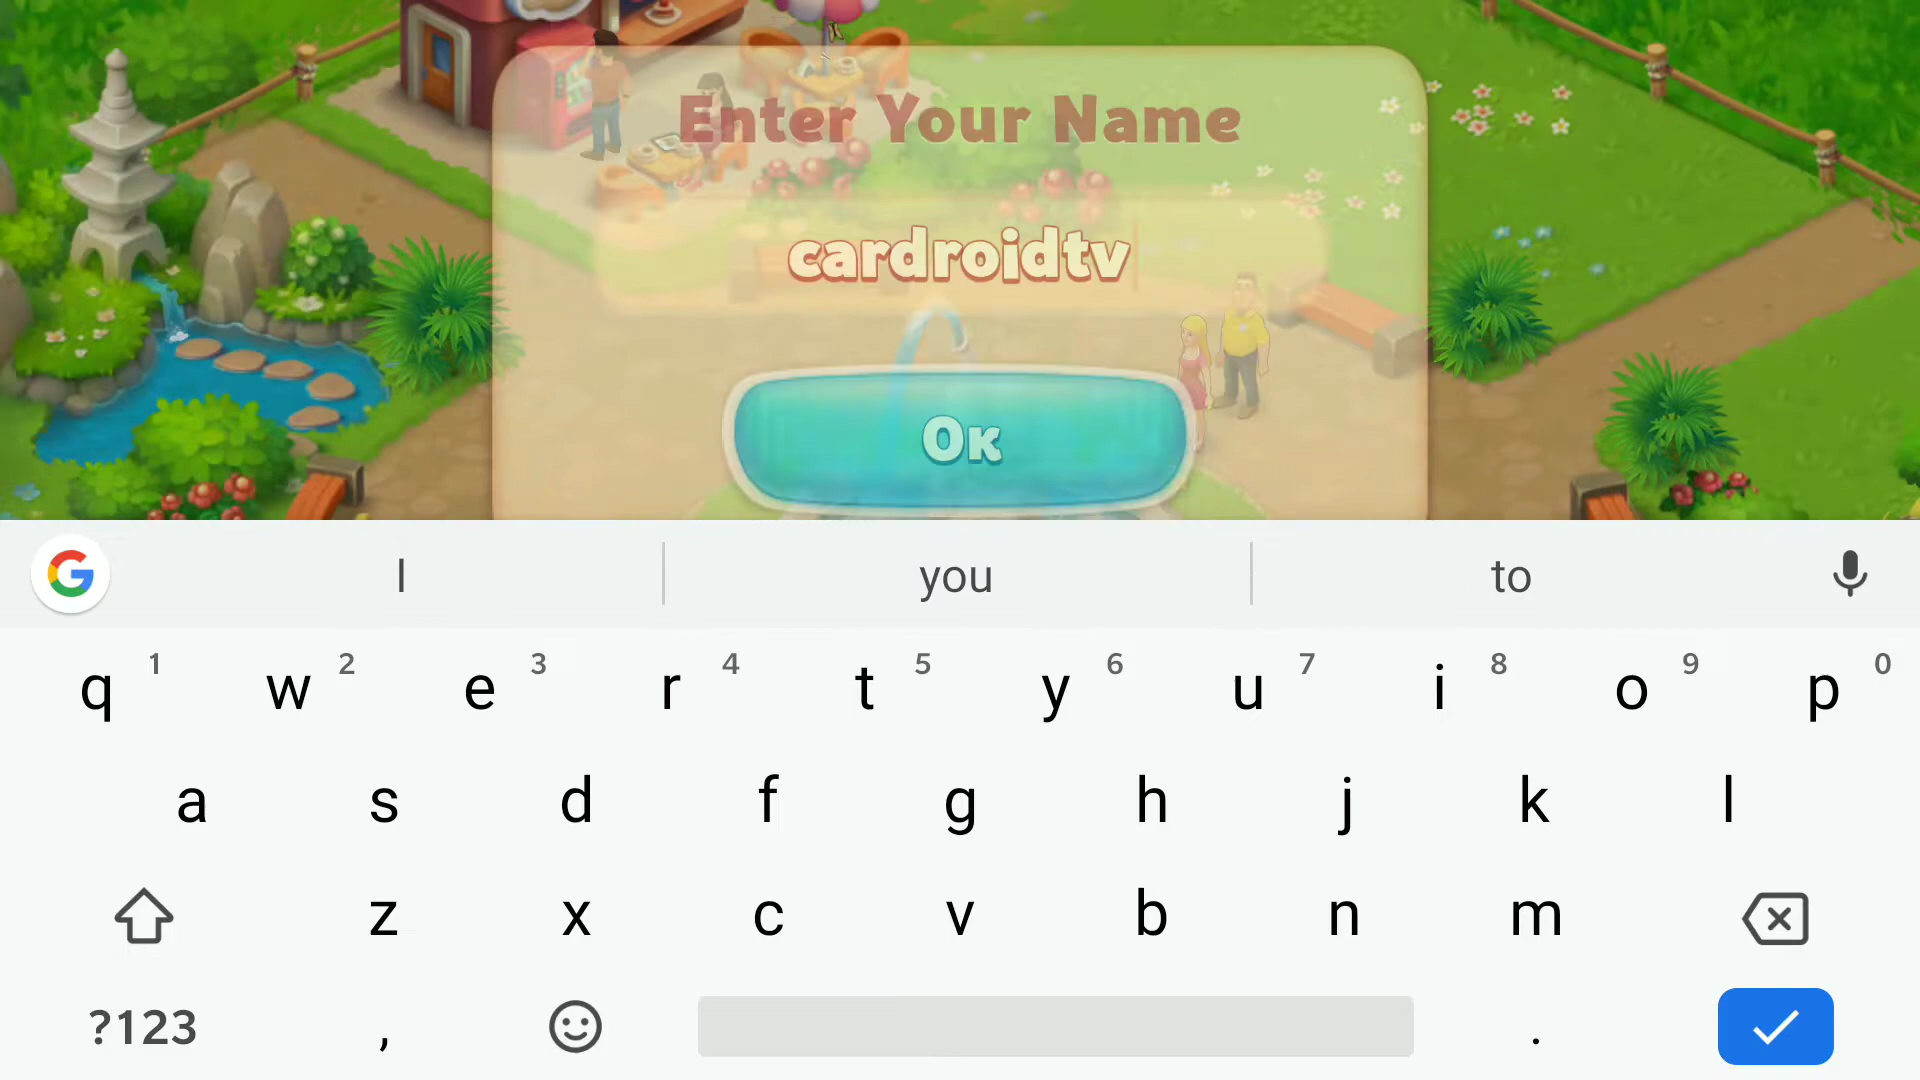 Enter Your Name
cardroidtv
Ok
I you to
q 1 w 2 e 3 r 4 t 5 y 6 u 7 i 8 o 9 p 0
a s d f g h j k l
z x c v b n m
?123 , .